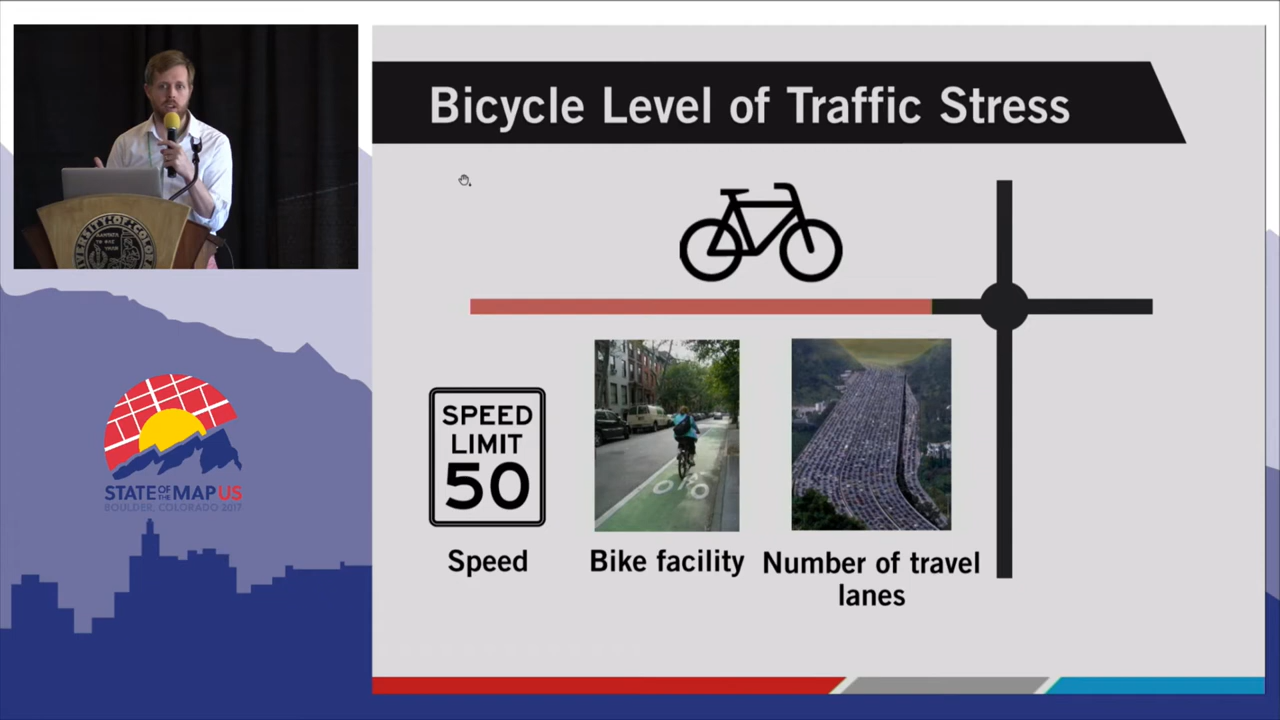 Bicycle Level of Traffic Stress
SPEED
LIMIT
50
Speed
Bike facility
Number of travel
lanes
STATE OF THE MAP US
BOULDER, COLORADO 2017